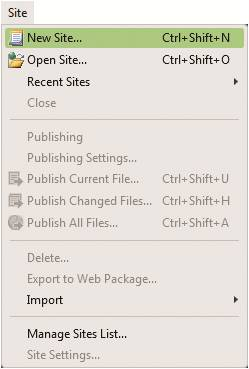 Site
New Site... Ctrl+Shift+N
Open Site... Ctrl+Shift+O
Recent Sites
Close
Publishing
Publishing Settings...
Publish Current File... Ctrl+Shift+U
Publish Changed Files... Ctrl+Shift+H
Publish All Files... Ctrl+Shift+A
Delete...
Export to Web Package...
Import
Manage Sites List...
Site Settings...